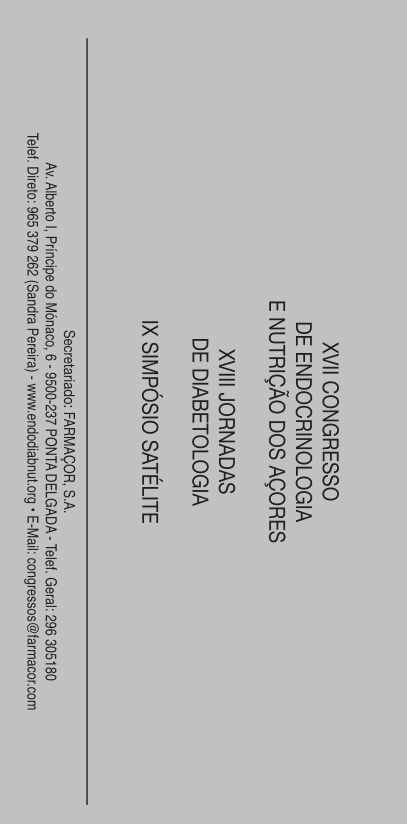 XVII CONGRESSO
DE ENDOCRINOLOGIA
E NUTRIÇÃO DOS AÇORES
XVIII JORNADAS
DE DIABETOLOGIA
IX SIMPÓSIO SATÉLITE
Secretariado: FARMAÇOR, S.A.
Av. Alberto I, Príncipe do Mónaco, 6 - 9500-237 PONTA DELGADA - Telef. Geral: 296 305180
Telef. Direto: 965 379 262 (Sandra Pereira) - www.endodiabnut.org • E-Mail: congressos@farmacor.com